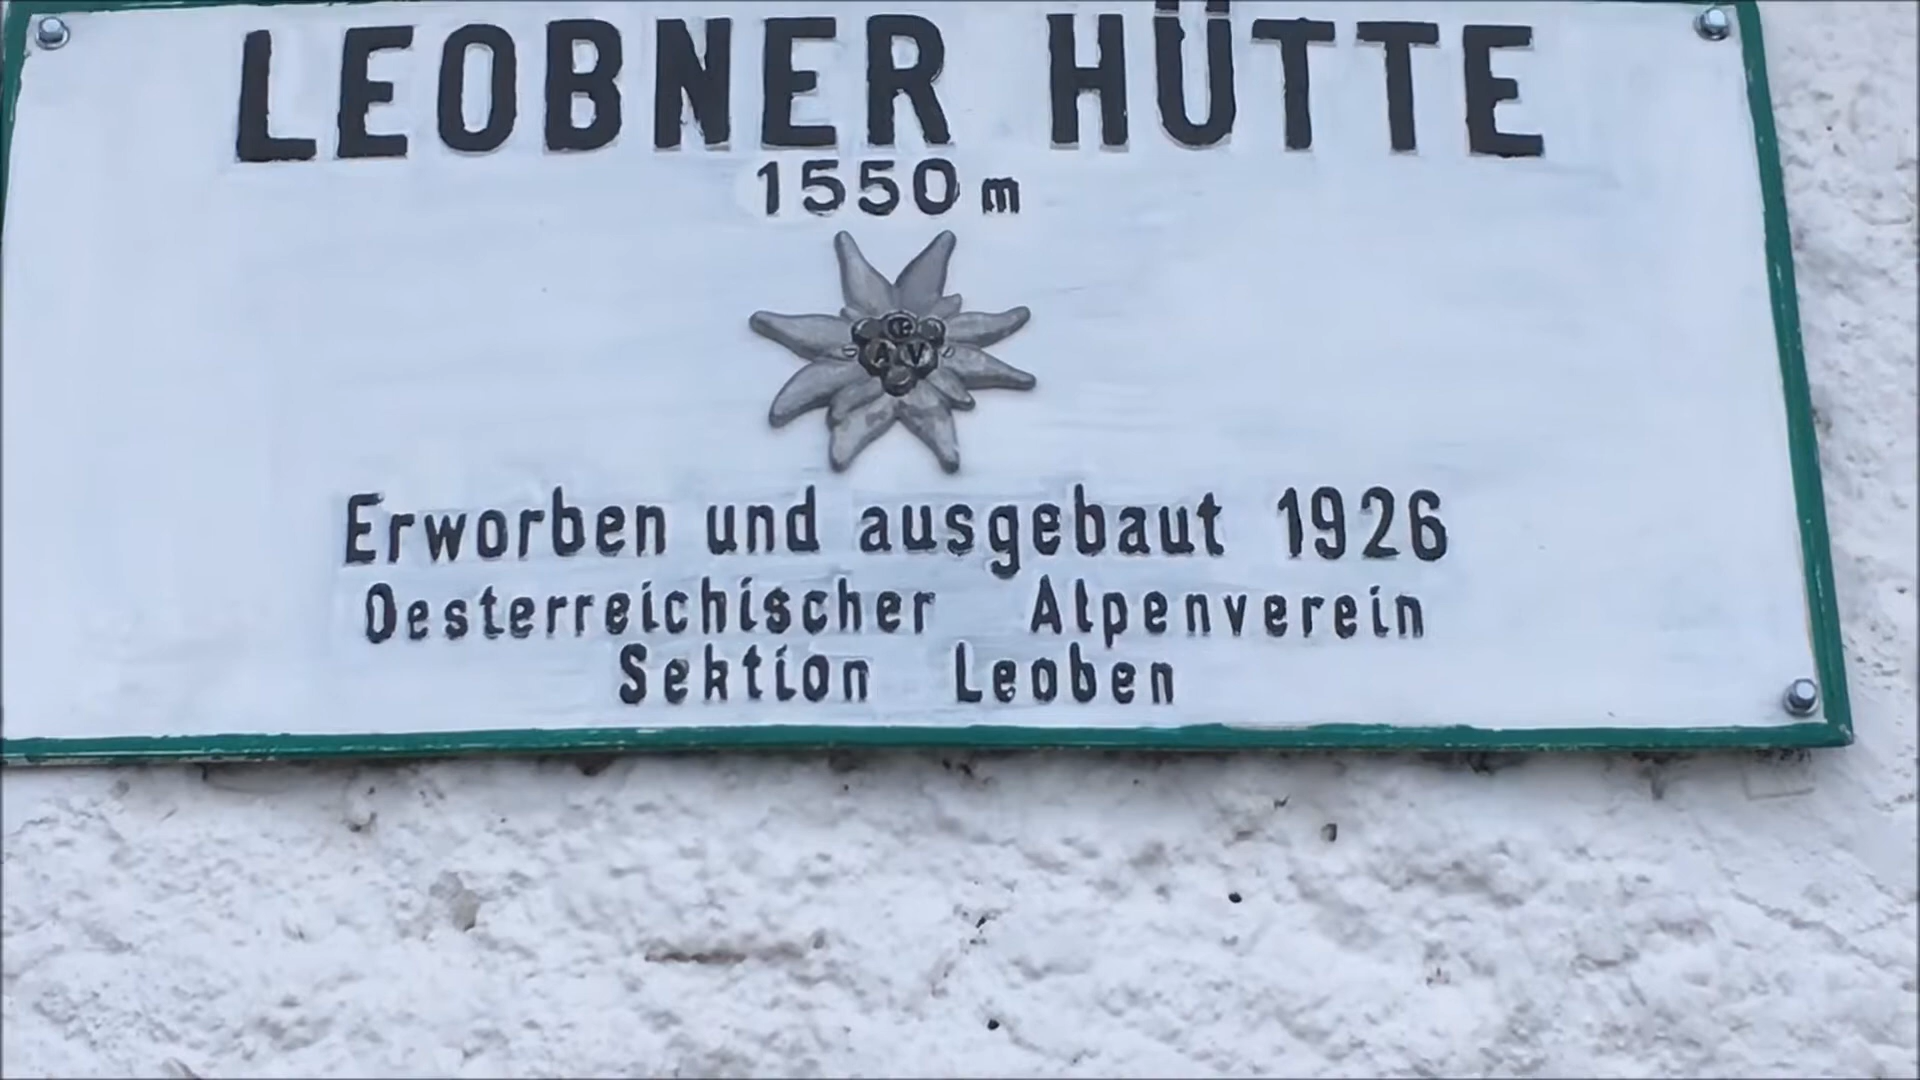 LEOBNER HÜTTE
1550 m
Œ
A V
Erworben und ausgebaut 1926
Oesterreichischer Alpenverein
Sektion Leoben